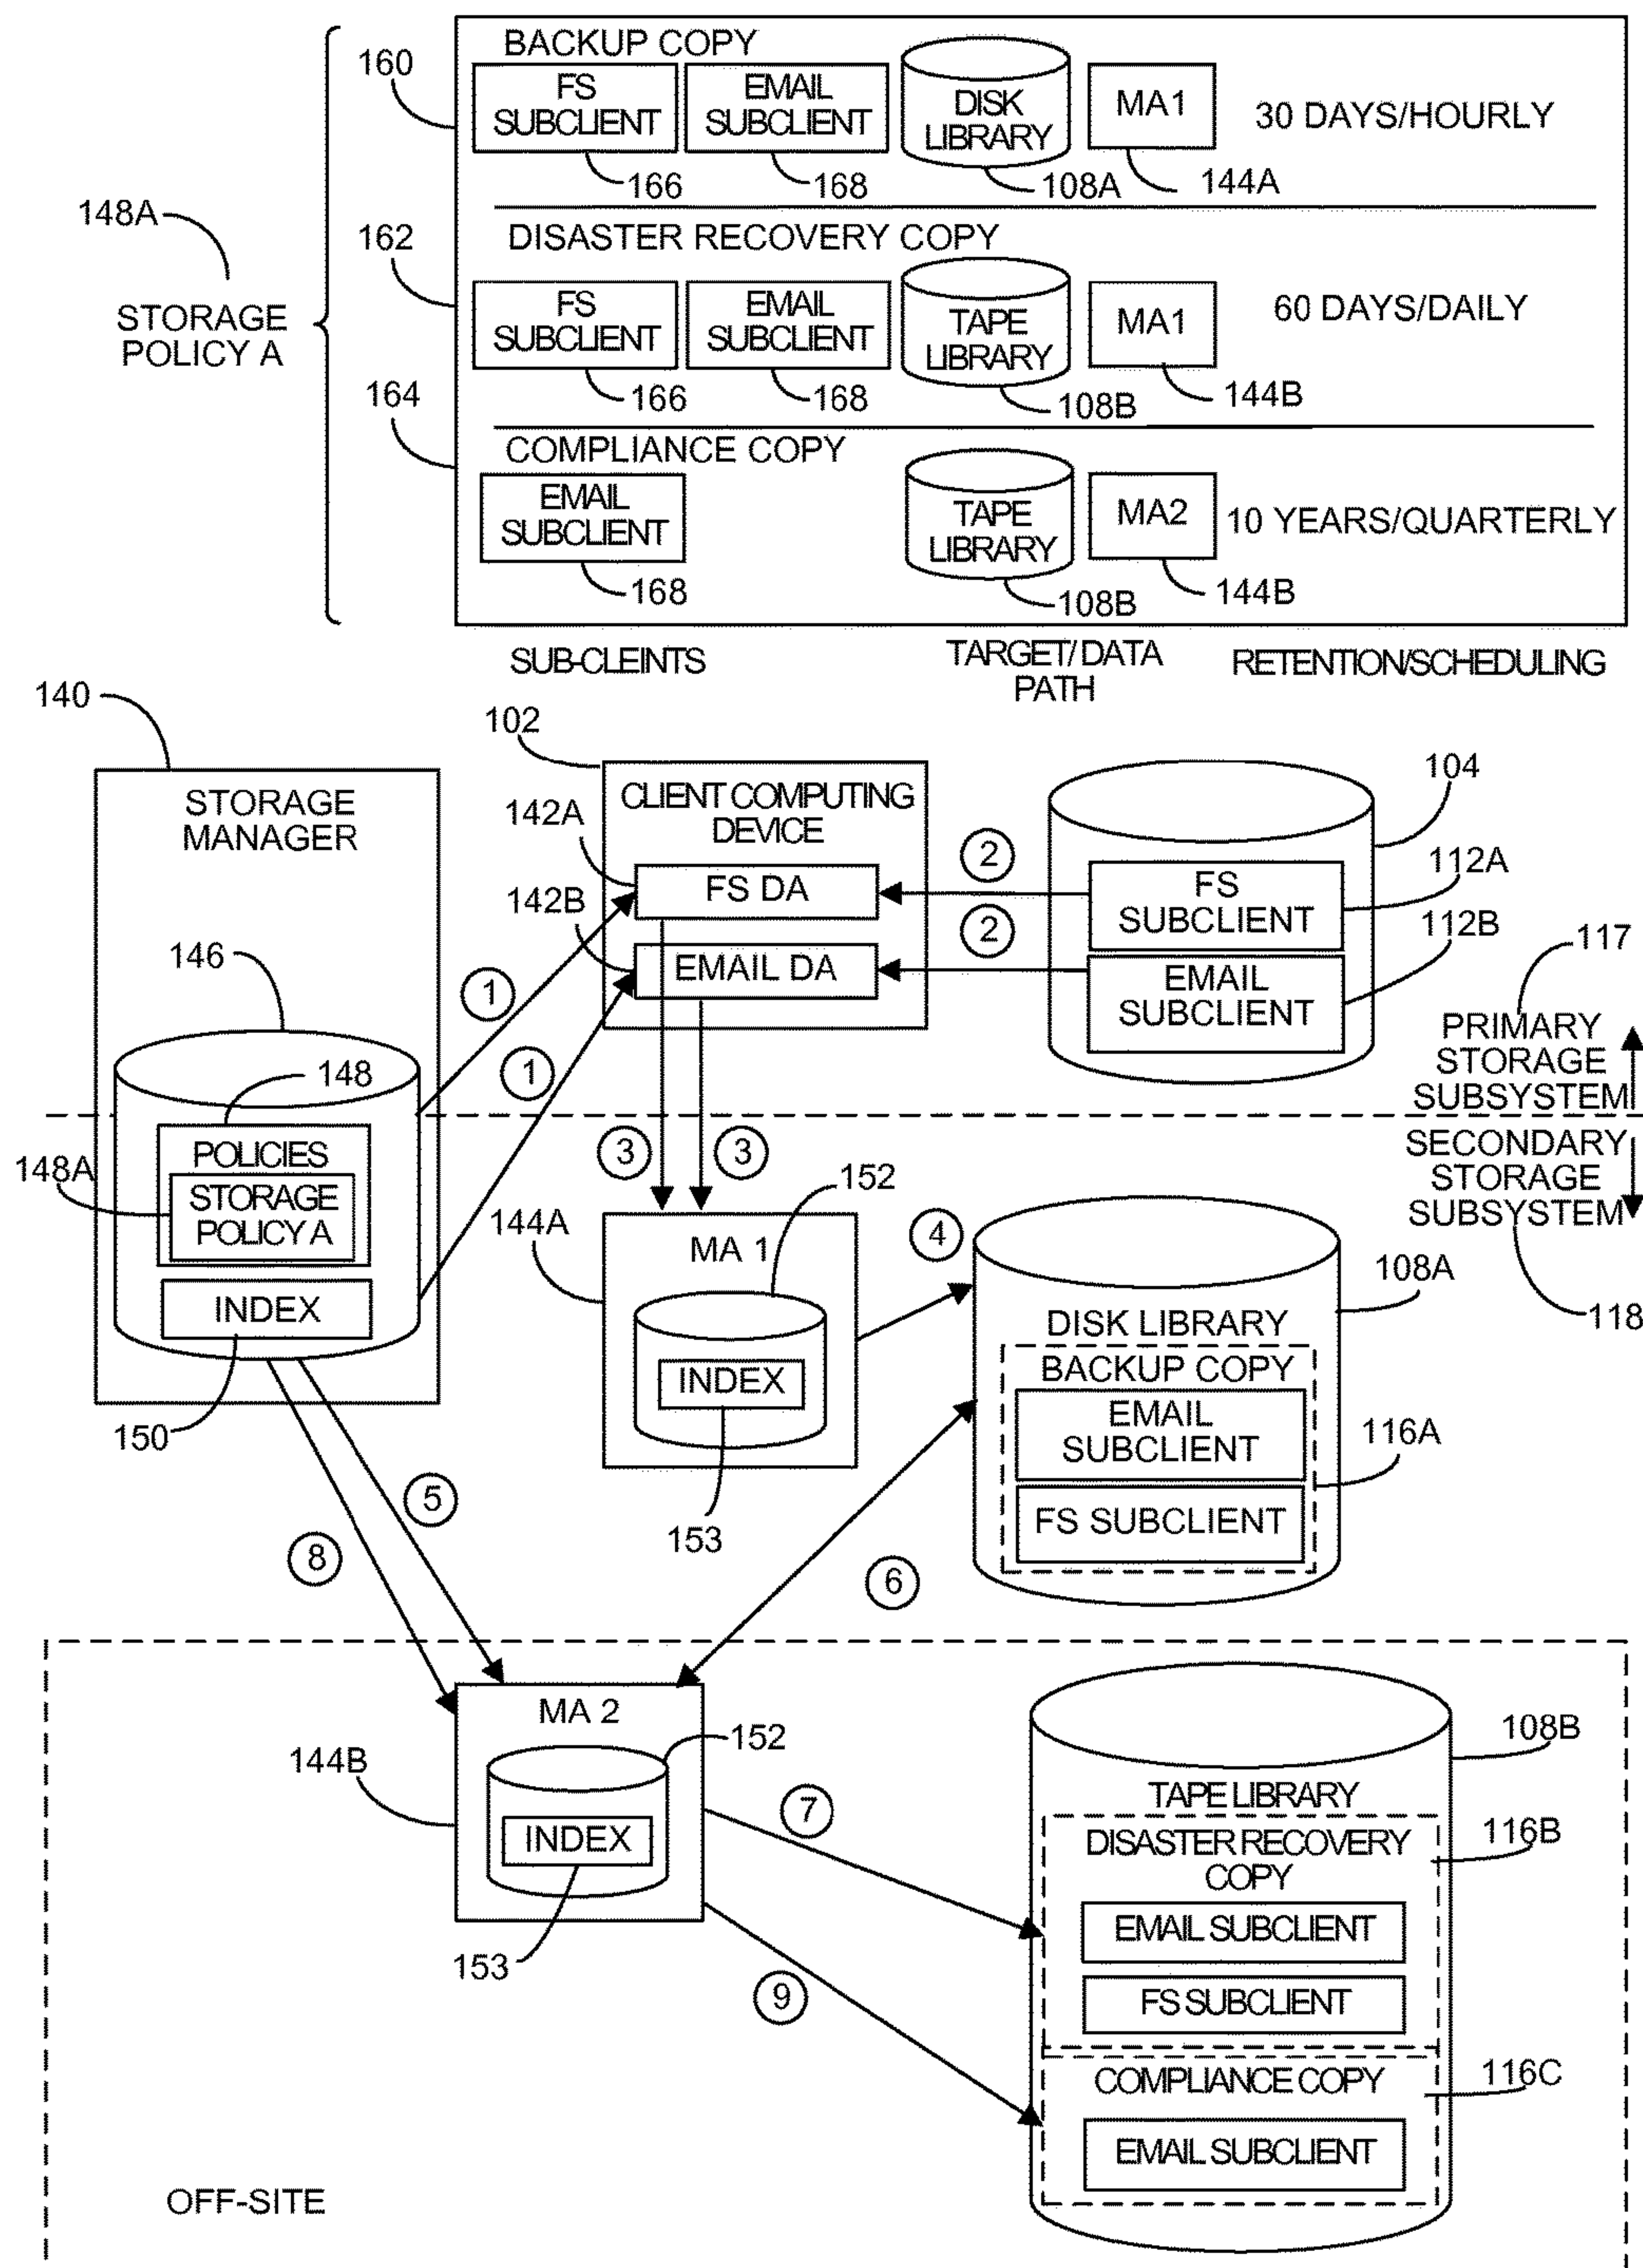 BACKUP COPY
160
FS
SUBCLIENT
EMAIL
SUBCLIENT
DISK
LIBRARY
MA1
30 DAYS/HOURLY
166
168
108A
144A
148A
STORAGE
POLICY A
162
DISASTER RECOVERY COPY
FS
SUBCLIENT
EMAIL
SUBCLIENT
TAPE
LIBRARY
MA1
60 DAYS/DAILY
166
168
108B
144B
164
COMPLIANCE COPY
EMAIL
SUBCLIENT
TAPE
LIBRARY
MA2
10 YEARS/QUARTERLY
168
108B
144B
SUB-CLEINTS
TARGET/DATA
PATH
RETENTION/SCHEDULING
140
STORAGE
MANAGER
102
CLIENT COMPUTING
DEVICE
142A
FS DA
142B
EMAIL DA
2
2
104
FS
SUBCLIENT
112A
EMAIL
SUBCLIENT
112B
117
PRIMARY
STORAGE
SUBSYSTEM
SECONDARY
STORAGE
SUBSYSTEM
118
146
1
1
148
POLICIES
148A
STORAGE
POLICY A
INDEX
150
3
3
144A
MA 1
152
INDEX
153
4
108A
DISK LIBRARY
BACKUP COPY
EMAIL
SUBCLIENT
FS SUBCLIENT
116A
5
8
6
MA 2
144B
152
INDEX
153
7
9
108B
TAPE LIBRARY
DISASTER RECOVERY
COPY
116B
EMAIL SUBCLIENT
FS SUBCLIENT
COMPLIANCE COPY
116C
EMAIL SUBCLIENT
OFF-SITE